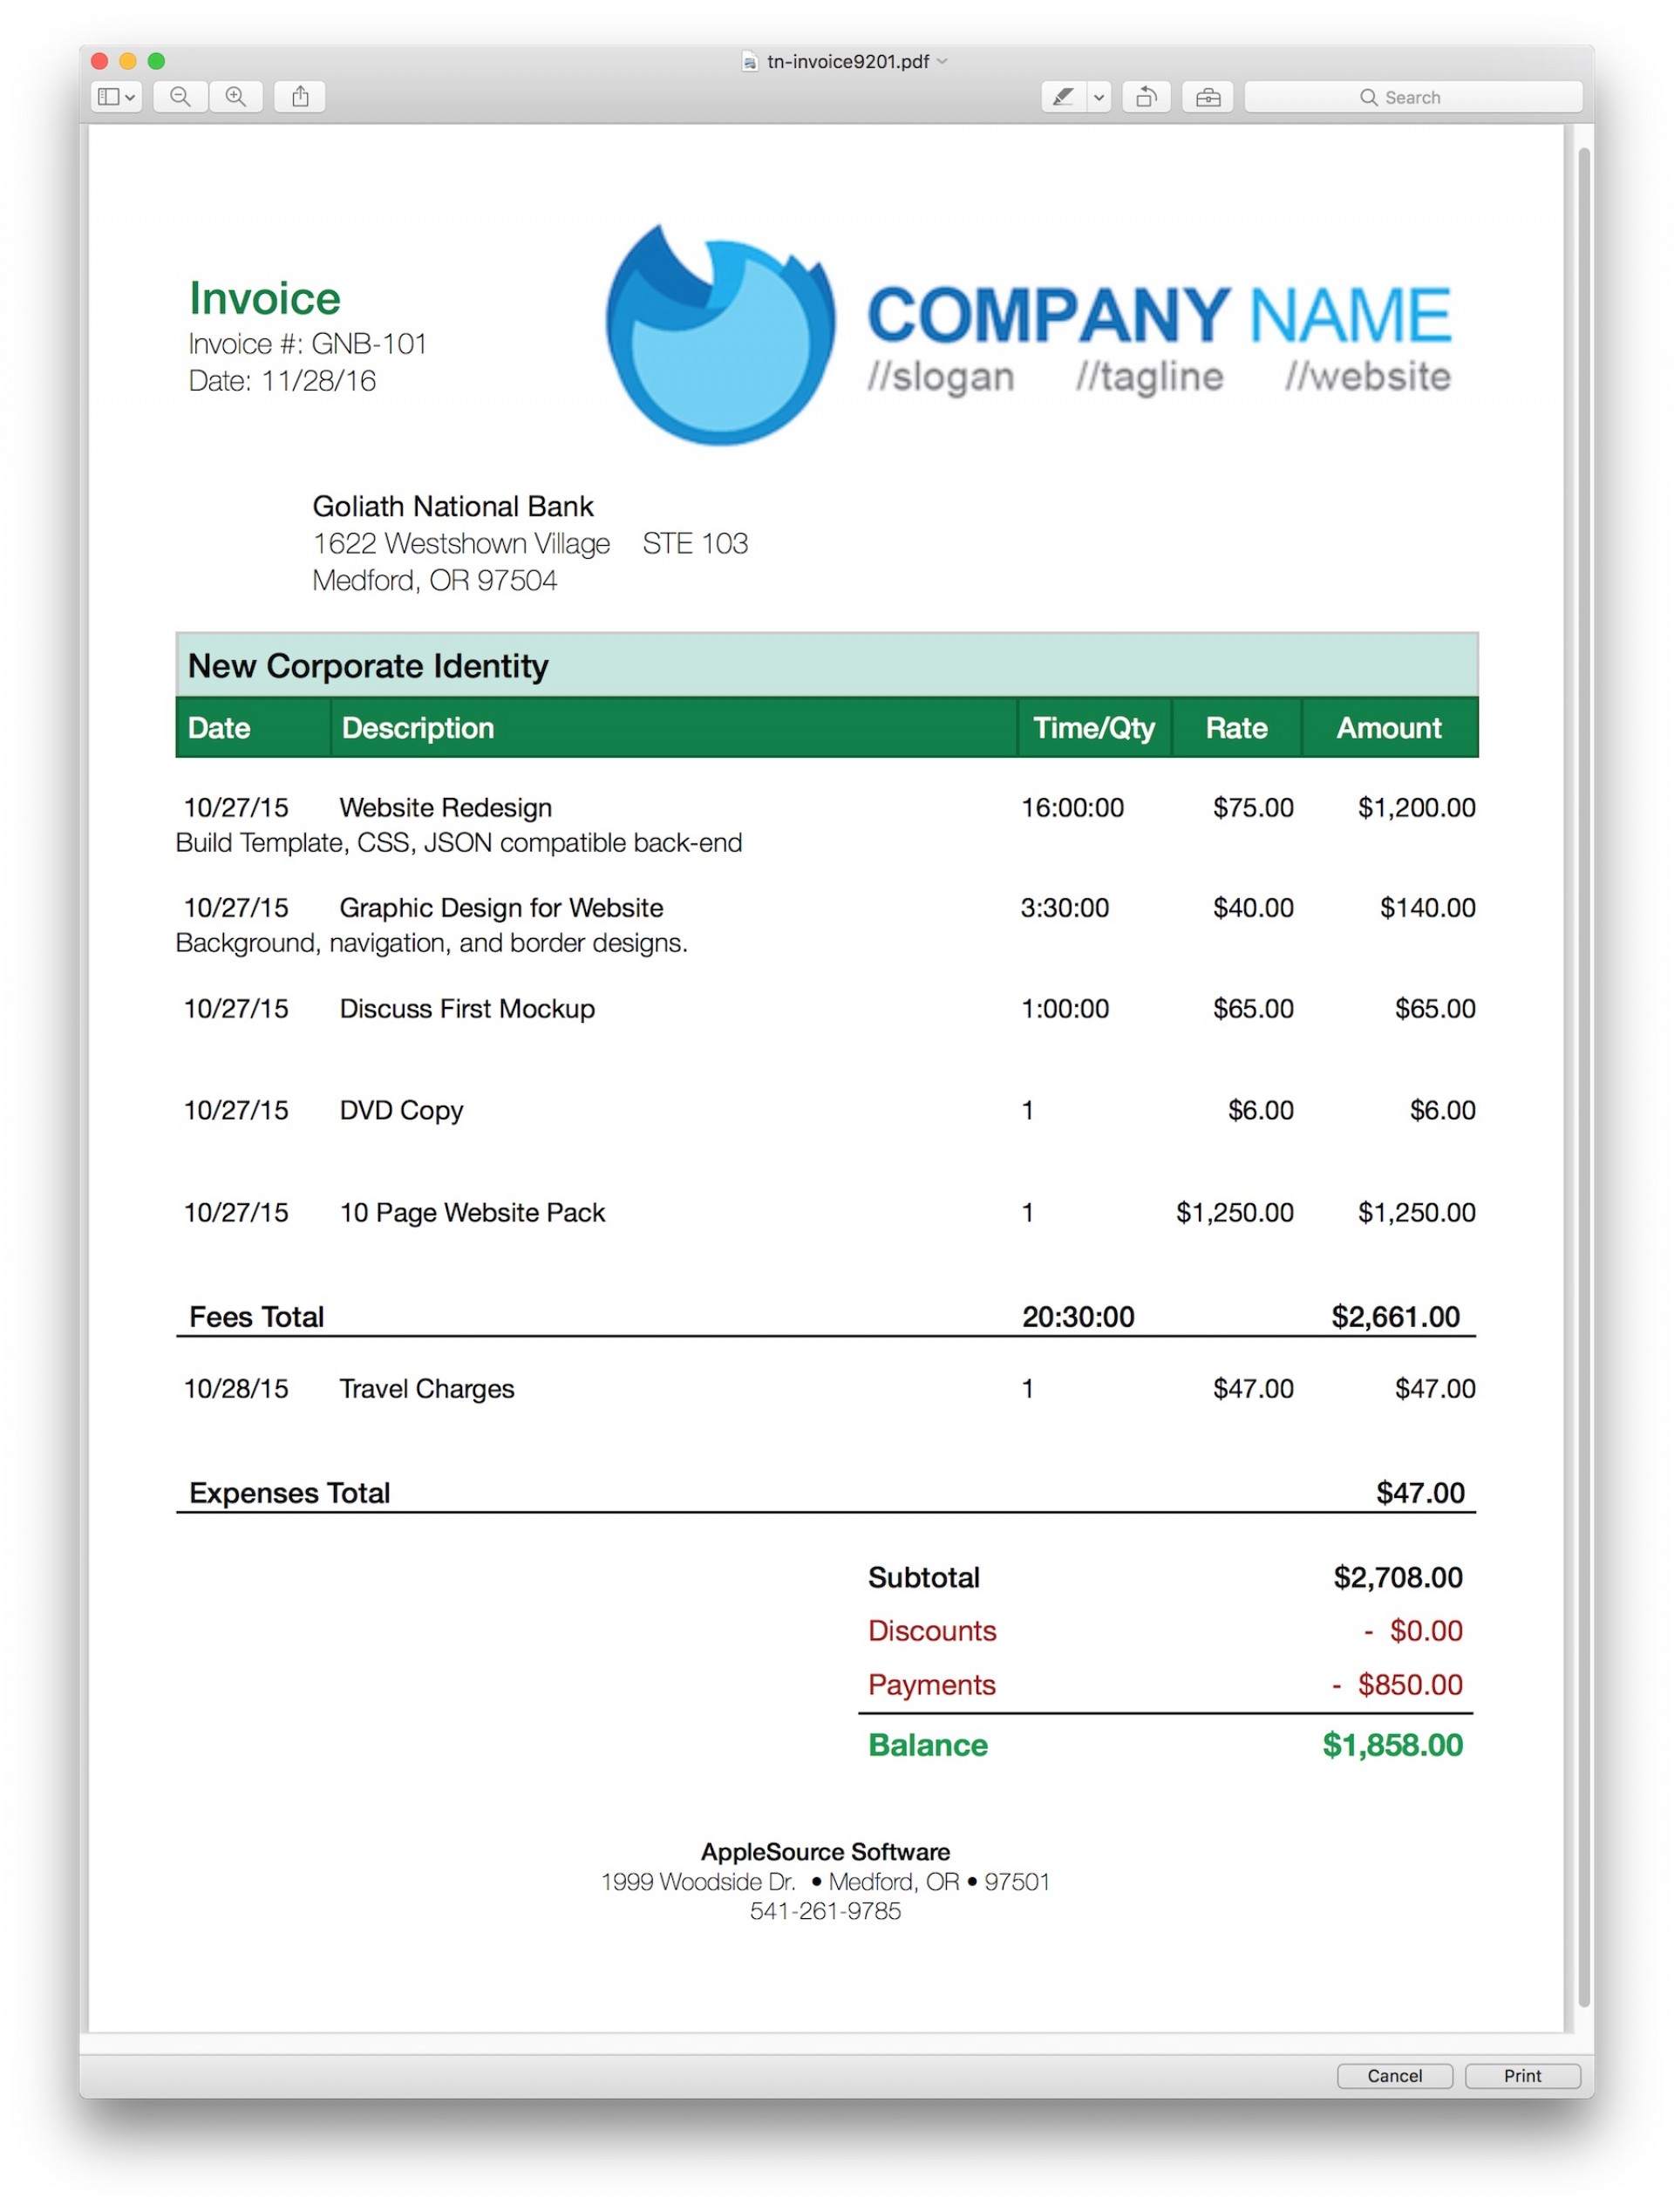 tn-invoice9201.pdf
Search
Invoice
Invoice #: GNB-101
Date: 11/28/16
COMPANY NAME
//slogan //tagline //website
Goliath National Bank
1622 Westshown Village STE 103
Medford, OR 97504
New Corporate Identity
Date Description Time/Qty Rate Amount
10/27/15 Website Redesign 16:00:00 $75.00 $1,200.00
Build Template, CSS, JSON compatible back-end
10/27/15 Graphic Design for Website 3:30:00 $40.00 $140.00
Background, navigation, and border designs.
10/27/15 Discuss First Mockup 1:00:00 $65.00 $65.00
10/27/15 DVD Copy 1 $6.00 $6.00
10/27/15 10 Page Website Pack 1 $1,250.00 $1,250.00
Fees Total 20:30:00 $2,661.00
10/28/15 Travel Charges 1 $47.00 $47.00
Expenses Total $47.00
Subtotal $2,708.00
Discounts - $0.00
Payments - $850.00
Balance $1,858.00
AppleSource Software
1999 Woodside Dr. • Medford, OR • 97501
541-261-9785
Cancel Print